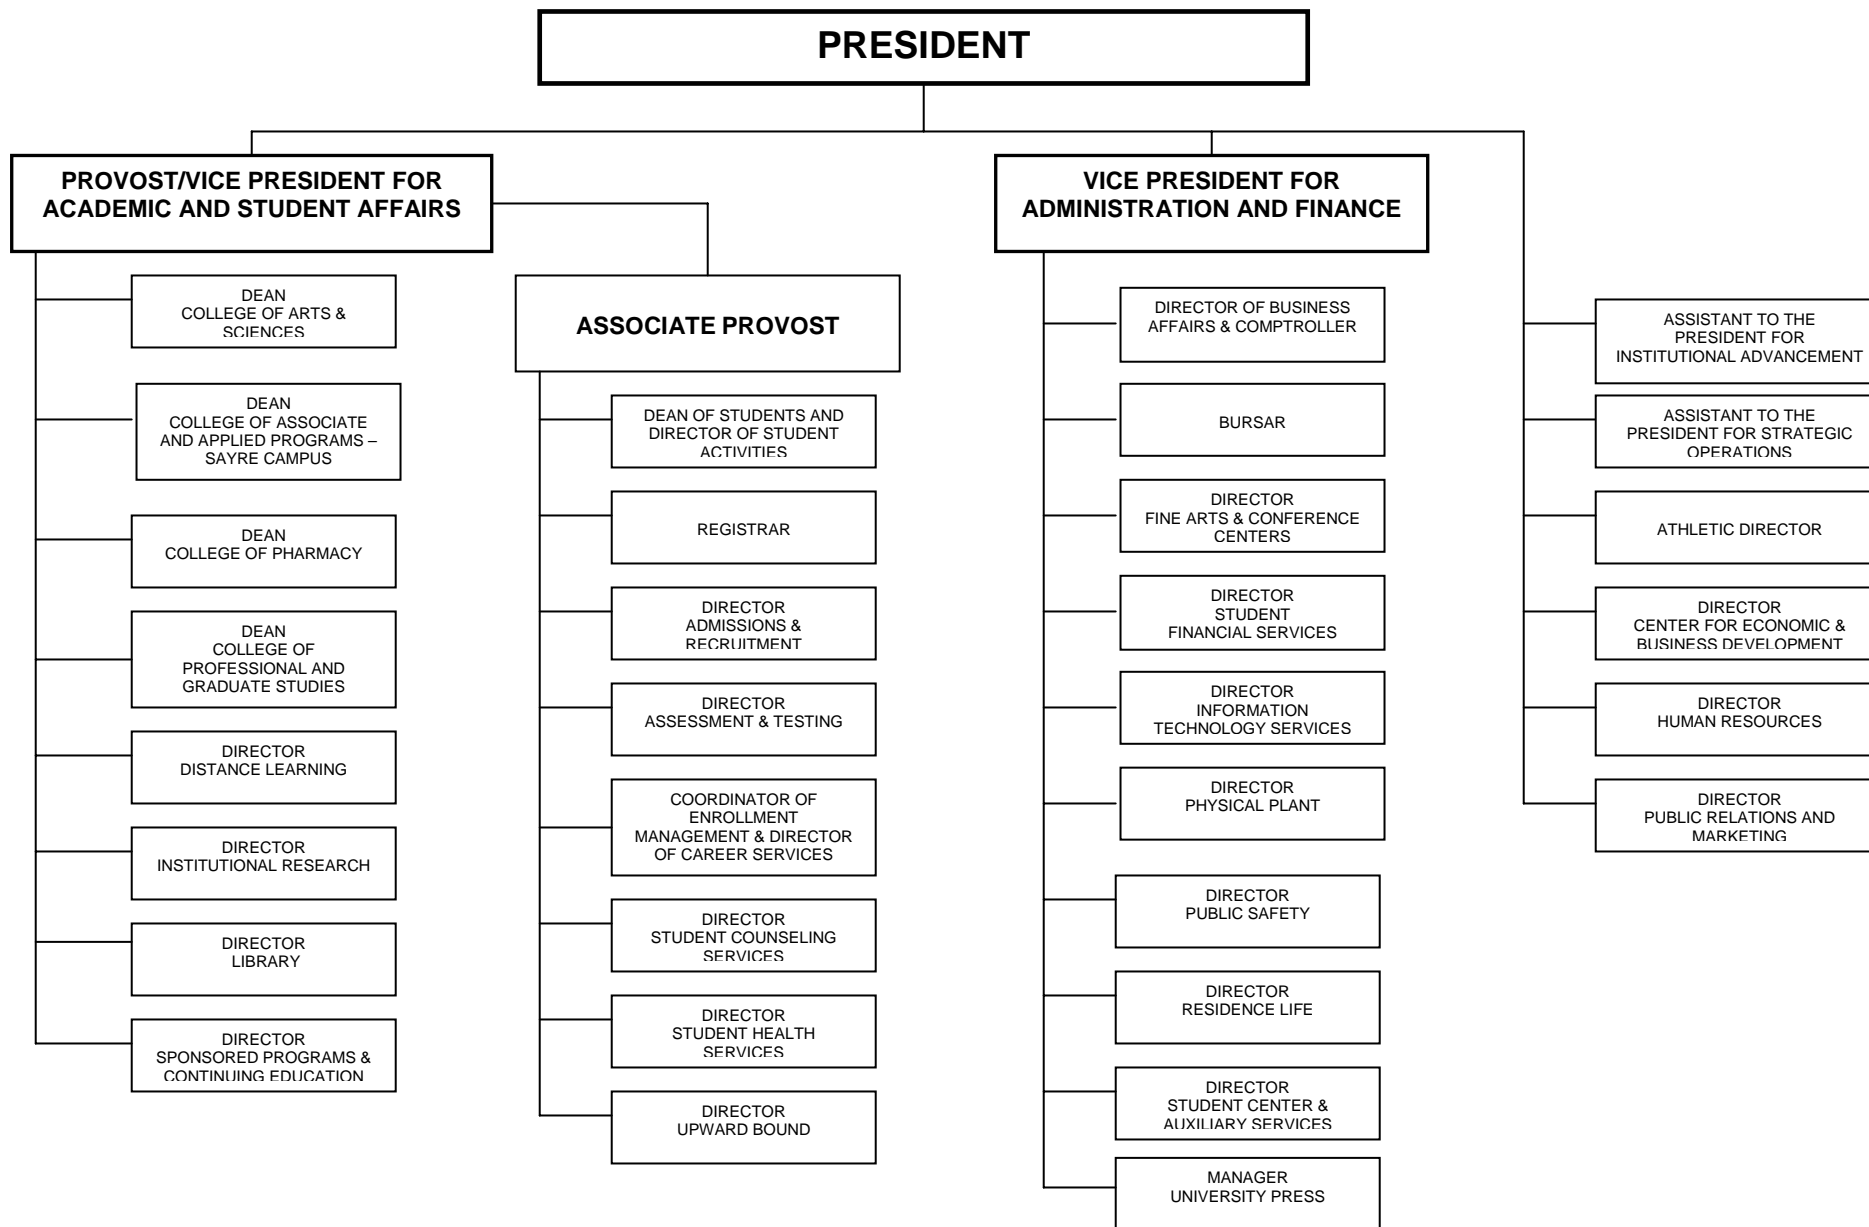 PRESIDENT
PROVOST/VICE PRESIDENT FOR
ACADEMIC AND STUDENT AFFAIRS
DEAN
COLLEGE OF ARTS &
SCIENCES
DEAN
COLLEGE OF ASSOCIATE
AND APPLIED PROGRAMS –
SAYRE CAMPUS
DEAN
COLLEGE OF PHARMACY
DEAN
COLLEGE OF
PROFESSIONAL AND
GRADUATE STUDIES
DIRECTOR
DISTANCE LEARNING
DIRECTOR
INSTITUTIONAL RESEARCH
DIRECTOR
LIBRARY
DIRECTOR
SPONSORED PROGRAMS &
CONTINUING EDUCATION
ASSOCIATE PROVOST
DEAN OF STUDENTS AND
DIRECTOR OF STUDENT
ACTIVITIES
REGISTRAR
DIRECTOR
ADMISSIONS &
RECRUITMENT
DIRECTOR
ASSESSMENT & TESTING
COORDINATOR OF
ENROLLMENT
MANAGEMENT & DIRECTOR
OF CAREER SERVICES
DIRECTOR
STUDENT COUNSELING
SERVICES
DIRECTOR
STUDENT HEALTH
SERVICES
DIRECTOR
UPWARD BOUND
VICE PRESIDENT FOR
ADMINISTRATION AND FINANCE
DIRECTOR OF BUSINESS
AFFAIRS & COMPTROLLER
BURSAR
DIRECTOR
FINE ARTS & CONFERENCE
CENTERS
DIRECTOR
STUDENT
FINANCIAL SERVICES
DIRECTOR
INFORMATION
TECHNOLOGY SERVICES
DIRECTOR
PHYSICAL PLANT
DIRECTOR
PUBLIC SAFETY
DIRECTOR
RESIDENCE LIFE
DIRECTOR
STUDENT CENTER &
AUXILIARY SERVICES
MANAGER
UNIVERSITY PRESS
ASSISTANT TO THE
PRESIDENT FOR
INSTITUTIONAL ADVANCEMENT
ASSISTANT TO THE
PRESIDENT FOR STRATEGIC
OPERATIONS
ATHLETIC DIRECTOR
DIRECTOR
CENTER FOR ECONOMIC &
BUSINESS DEVELOPMENT
DIRECTOR
HUMAN RESOURCES
DIRECTOR
PUBLIC RELATIONS AND
MARKETING